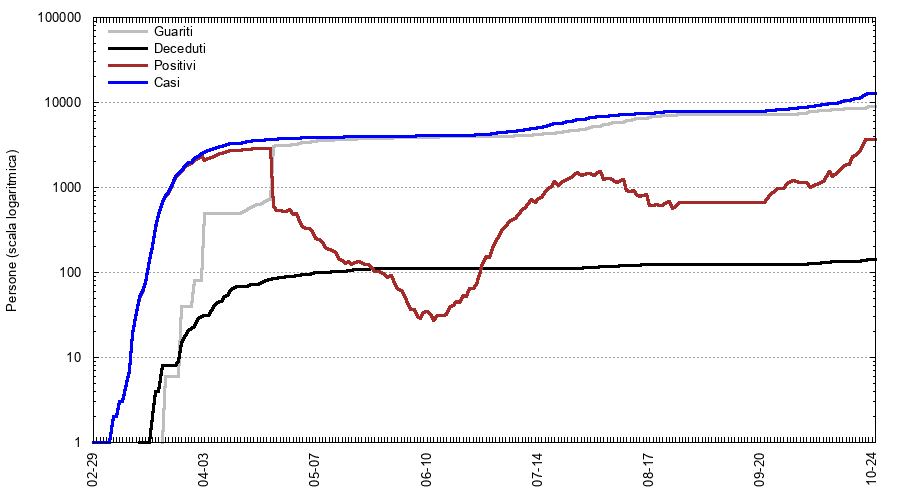 100000
10000
1000
100
10
1
Persone (scala logaritmica)
Guariti
Deceduti
Positivi
Casi
02-29
04-03
05-07
06-10
07-14
08-17
09-20
10-24